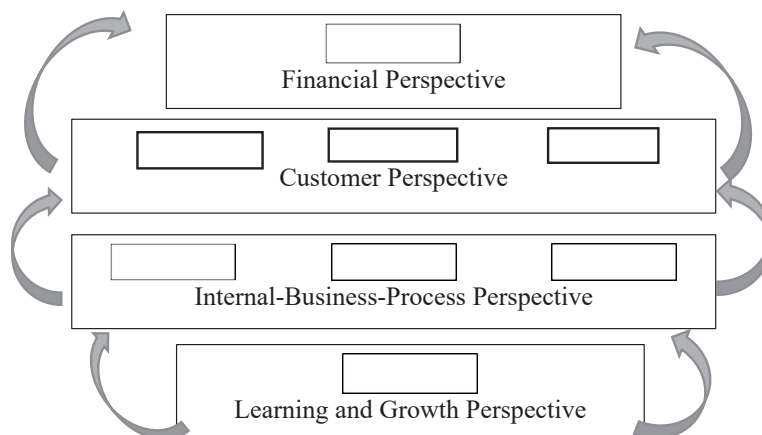 Financial Perspective
Customer Perspective
Internal-Business-Process Perspective
Learning and Growth Perspective